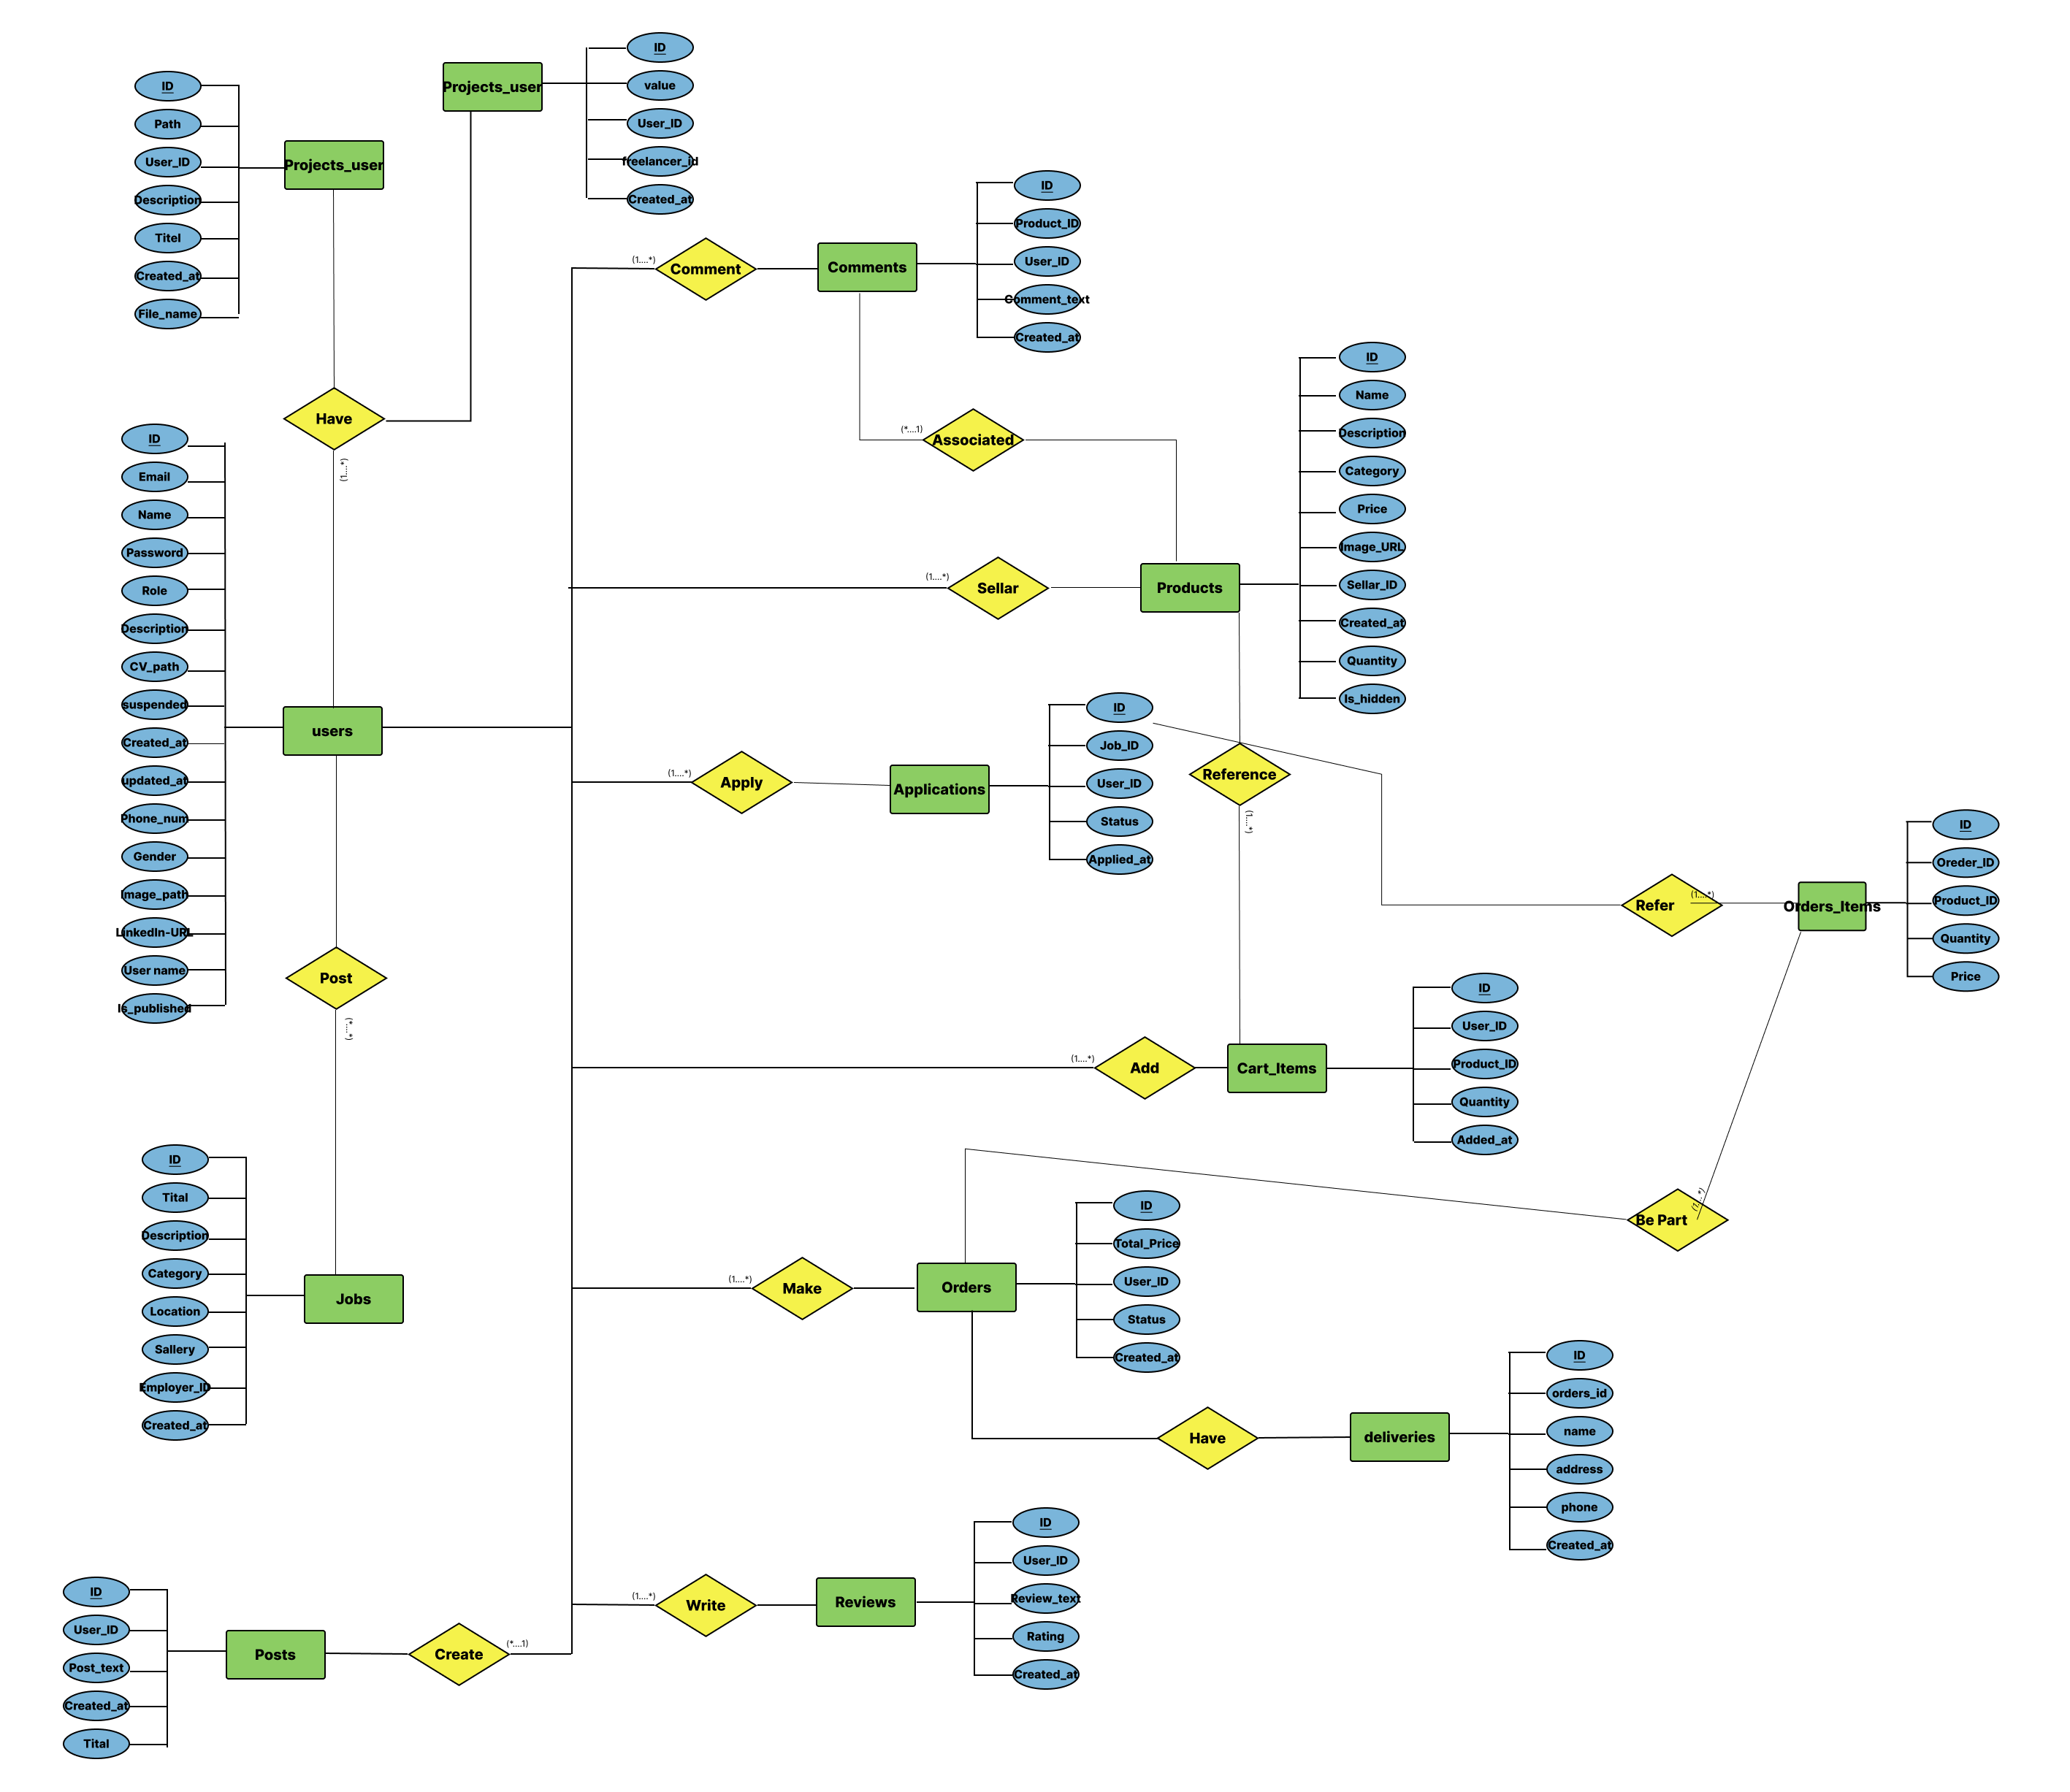 Projects_user
ID
value
User_ID
freelancer_id
Created_at
Projects_user
ID
Path
User_ID
Description
Titel
Created_at
File_name
Have
(1....*)
Comment
(1....*)
Comments
ID
Product_ID
User_ID
Comment_text
Created_at
Associated
(*....1)
Sellar
(1....*)
Products
ID
Name
Description
Category
Price
Image_URL
Sellar_ID
Created_at
Quantity
Is_hidden
users
ID
Email
Name
Password
Role
Description
CV_path
suspended
Created_at
updated_at
Phone_num
Gender
Image_path
LinkedIn-URL
User name
Is_published
Apply
(1....*)
Applications
ID
Job_ID
User_ID
Status
Applied_at
Reference
(1....*)
Refer
(1....*)
Orders_Items
ID
Oreder_ID
Product_ID
Quantity
Price
Post
(*....*)
Add
(1....*)
Cart_Items
ID
User_ID
Product_ID
Quantity
Added_at
Be Part
(1....*)
Jobs
ID
Tital
Description
Category
Location
Sallery
Employer_ID
Created_at
Make
(1....*)
Orders
ID
Total_Price
User_ID
Status
Created_at
Have
deliveries
ID
orders_id
name
address
phone
Created_at
Write
(1....*)
Reviews
ID
User_ID
Review_text
Rating
Created_at
Create
(*....1)
Posts
ID
User_ID
Post_text
Created_at
Tital